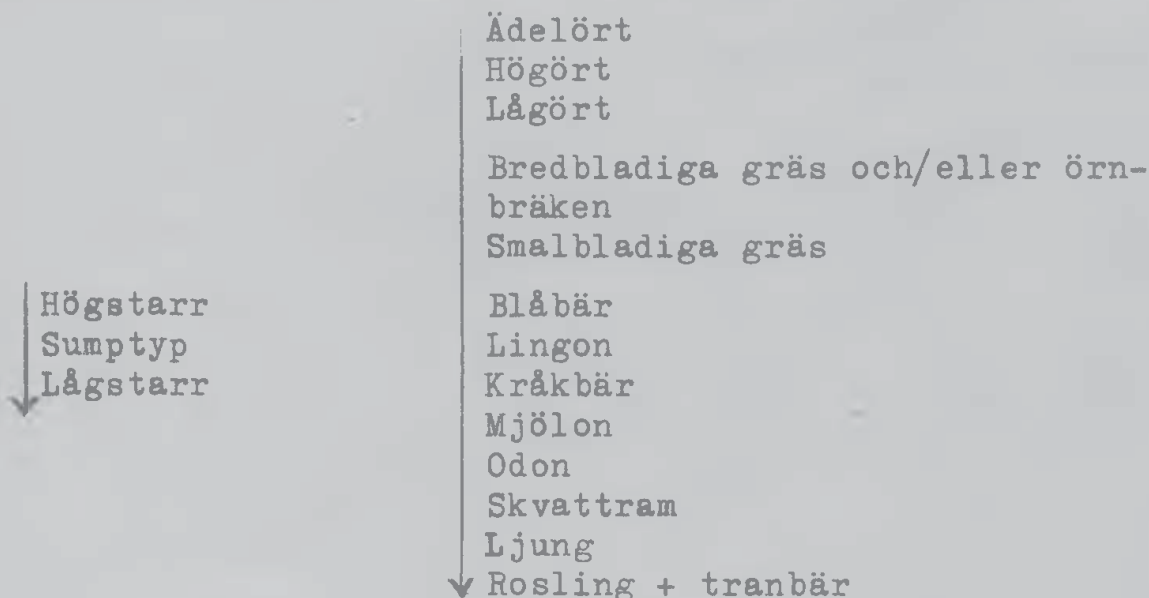 Ädelört
Högört
Lågört
Bredbladiga gräs och/eller örn-
bräken
Smalbladiga gräs
Högstarr
Sumptyp
Lågstarr
Blåbär
Lingon
Kråkbär
Mjölon
Odon
Skvattram
Ljung
Rosling + tranbär